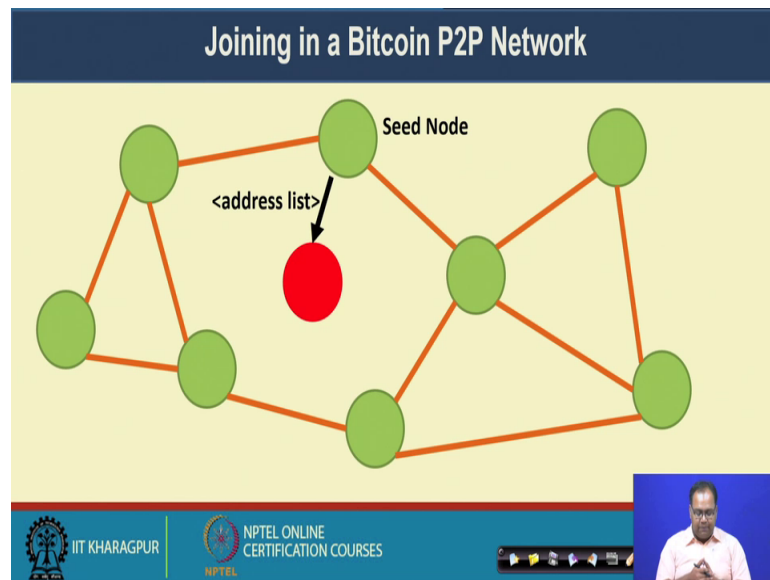 Joining in a Bitcoin P2P Network
Seed Node
<address list>
IIT KHARAGPUR
NPTEL
NPTEL ONLINE
CERTIFICATION COURSES